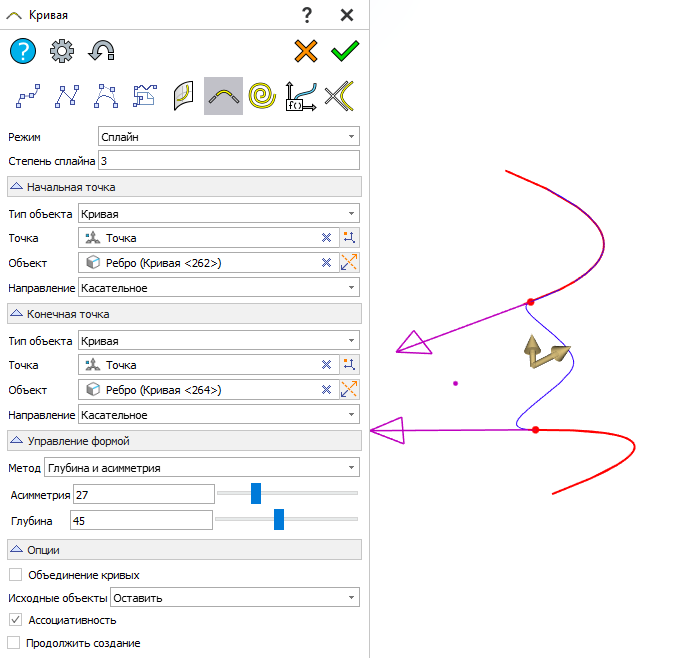 Кривая ?
?
f()
Режим Сплайн
Степень сплайна 3
Начальная точка
Тип объекта Кривая
Точка Точка
Объект Ребро (Кривая <262>)
Направление Касательное
Конечная точка
Тип объекта Кривая
Точка Точка
Объект Ребро (Кривая <264>)
Направление Касательное
Управление формой
Метод Глубина и асимметрия
Асимметрия 27
Глубина 45
Опции
Объединение кривых
Исходные объекты Оставить
Ассоциативность
Продолжить создание